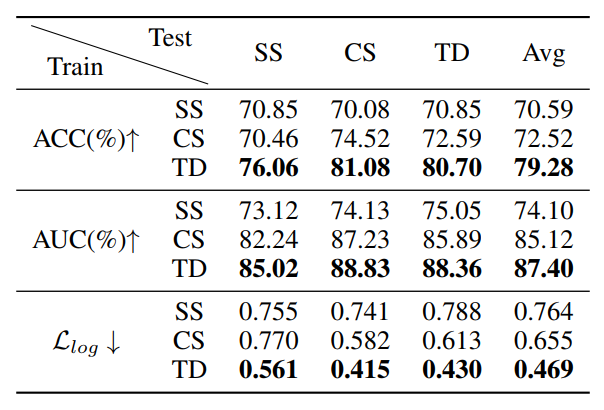 Test
Train
SS CS TD Avg
SS 70.85 70.08 70.85 70.59
ACC(%)↑ CS 70.46 74.52 72.59 72.52
TD 76.06 81.08 80.70 79.28
SS 73.12 74.13 75.05 74.10
AUC(%)↑ CS 82.24 87.23 85.89 85.12
TD 85.02 88.83 88.36 87.40
SS 0.755 0.741 0.788 0.764
ℒlog ↓ CS 0.770 0.582 0.613 0.655
TD 0.561 0.415 0.430 0.469